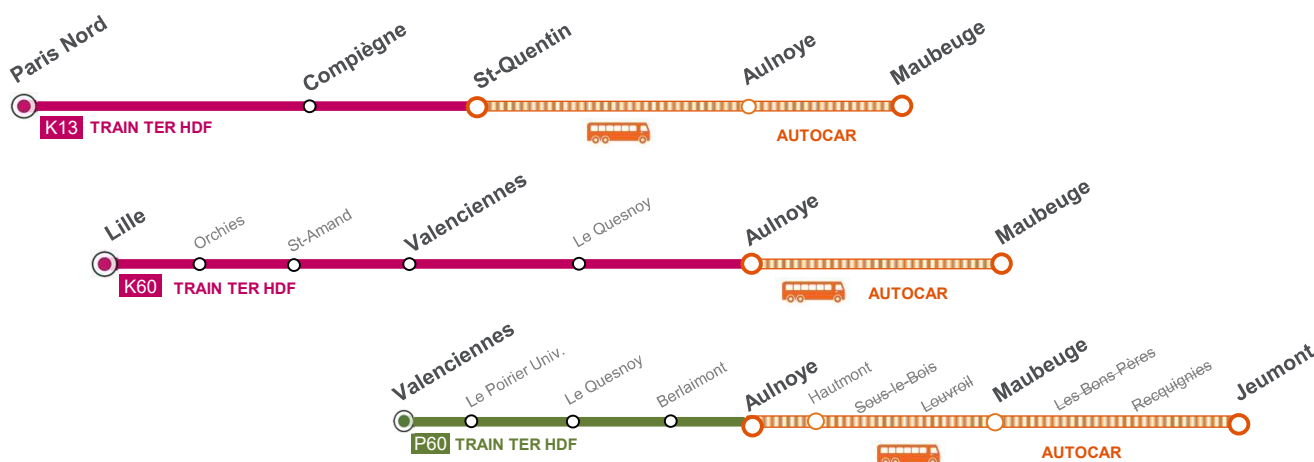 Paris Nord
Compiègne
St-Quentin
Aulnoye
Maubeuge
K13 TRAIN TER HDF
AUTOCAR
Lille
Orchies
St-Amand
Valenciennes
Le Quesnoy
Aulnoye
Maubeuge
K60 TRAIN TER HDF
AUTOCAR
Valenciennes
Le Poirier Univ.
Le Quesnoy
Berlaimont
Aulnoye
Hautmont
Sous-le-Bois
Louvroil
Maubeuge
Les-Bons-Pères
Recquignies
Jeumont
P60 TRAIN TER HDF
AUTOCAR